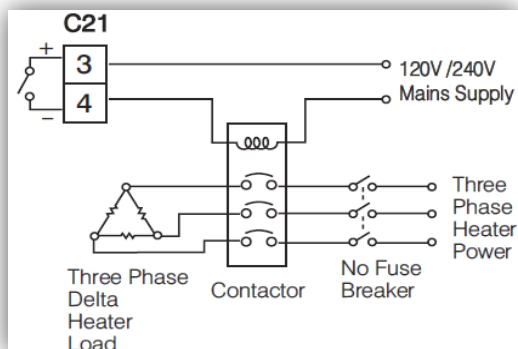 C21
+
3
4
−
120V/240V
Mains Supply
Three
Phase
Heater
Power
Three Phase
Delta
Heater
Load
Contactor
No Fuse
Breaker